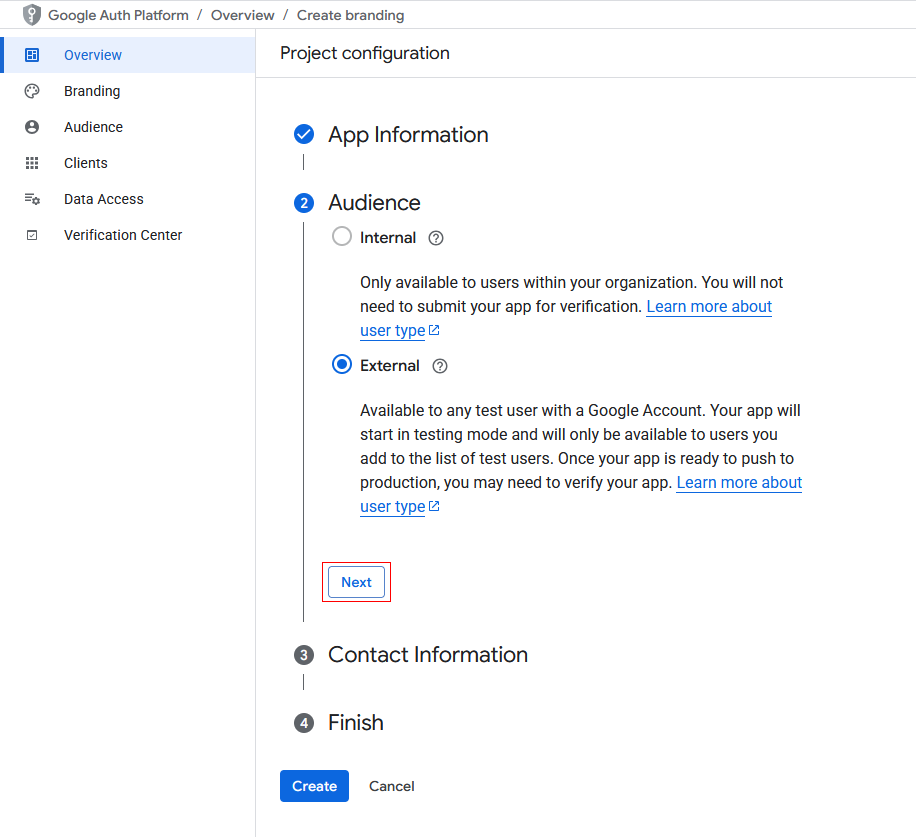 Google Auth Platform / Overview / Create branding
Overview
Branding
Audience
Clients
Data Access
Verification Center
Project configuration
App Information
2 Audience
Internal
Only available to users within your organization. You will not
need to submit your app for verification. Learn more about
user type
External
Available to any test user with a Google Account. Your app will
start in testing mode and will only be available to users you
add to the list of test users. Once your app is ready to push to
production, you may need to verify your app. Learn more about
user type
Next
3 Contact Information
4 Finish
Create Cancel